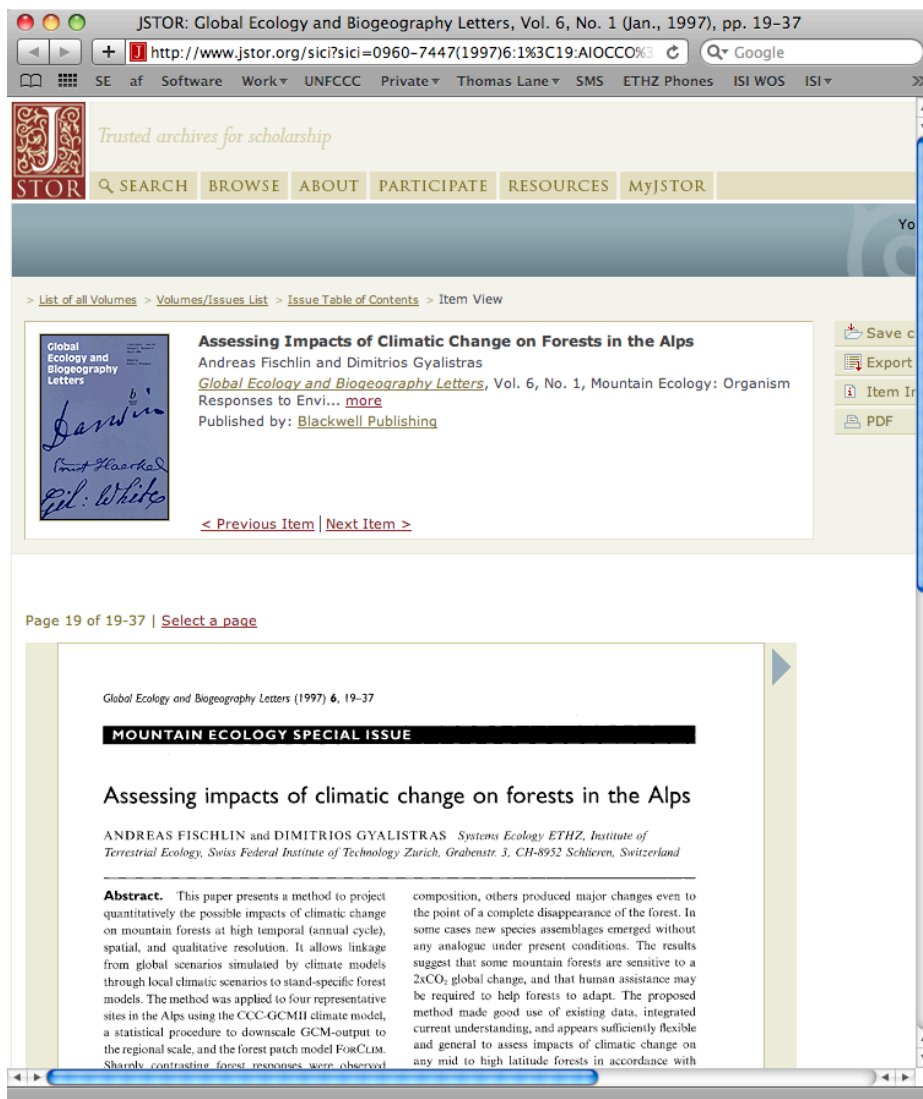 JSTOR: Global Ecology and Biogeography Letters, Vol. 6, No. 1 (Jan., 1997), pp. 19–37
http://www.jstor.org/sici?sici=0960-7447(1997)6:1%3C19:AIOCCO%3
Google
SE af Software Work UNFCCC Private Thomas Lane SMS ETHZ Phones ISI WOS ISI
JSTOR
Trusted archives for scholarship
SEARCH BROWSE ABOUT PARTICIPATE RESOURCES MyJSTOR
Yo
> List of all Volumes > Volumes/Issues List > Issue Table of Contents > Item View
Global
Ecology and
Biogeography
Letters
Darwin
Ernst Haeckel
Gil: White
Assessing Impacts of Climatic Change on Forests in the Alps
Andreas Fischlin and Dimitrios Gyalistras
Global Ecology and Biogeography Letters, Vol. 6, No. 1, Mountain Ecology: Organism
Responses to Envi... more
Published by: Blackwell Publishing
< Previous Item | Next Item >
Save c
Export
Item In
PDF
Page 19 of 19-37 | Select a page
Global Ecology and Biogeography Letters (1997) 6, 19–37
MOUNTAIN ECOLOGY SPECIAL ISSUE
Assessing impacts of climatic change on forests in the Alps
ANDREAS FISCHLIN and DIMITRIOS GYALISTRAS Systems Ecology ETHZ, Institute of
Terrestrial Ecology, Swiss Federal Institute of Technology Zurich, Grabenstr. 3, CH-8952 Schlieren, Switzerland
Abstract. This paper presents a method to project
quantitatively the possible impacts of climatic change
on mountain forests at high temporal (annual cycle),
spatial, and qualitative resolution. It allows linkage
from global scenarios simulated by climate models
through local climatic scenarios to stand-specific forest
models. The method was applied to four representative
sites in the Alps using the CCC-GCMII climate model,
a statistical procedure to downscale GCM-output to
the regional scale, and the forest patch model FORCLIM.
Sharply contrasting forest responses were observed
composition, others produced major changes even to
the point of a complete disappearance of the forest. In
some cases new species assemblages emerged without
any analogue under present conditions. The results
suggest that some mountain forests are sensitive to a
2xCO₂ global change, and that human assistance may
be required to help forests to adapt. The proposed
method made good use of existing data, integrated
current understanding, and appears sufficiently flexible
and general to assess impacts of climatic change on
any mid to high latitude forests in accordance with